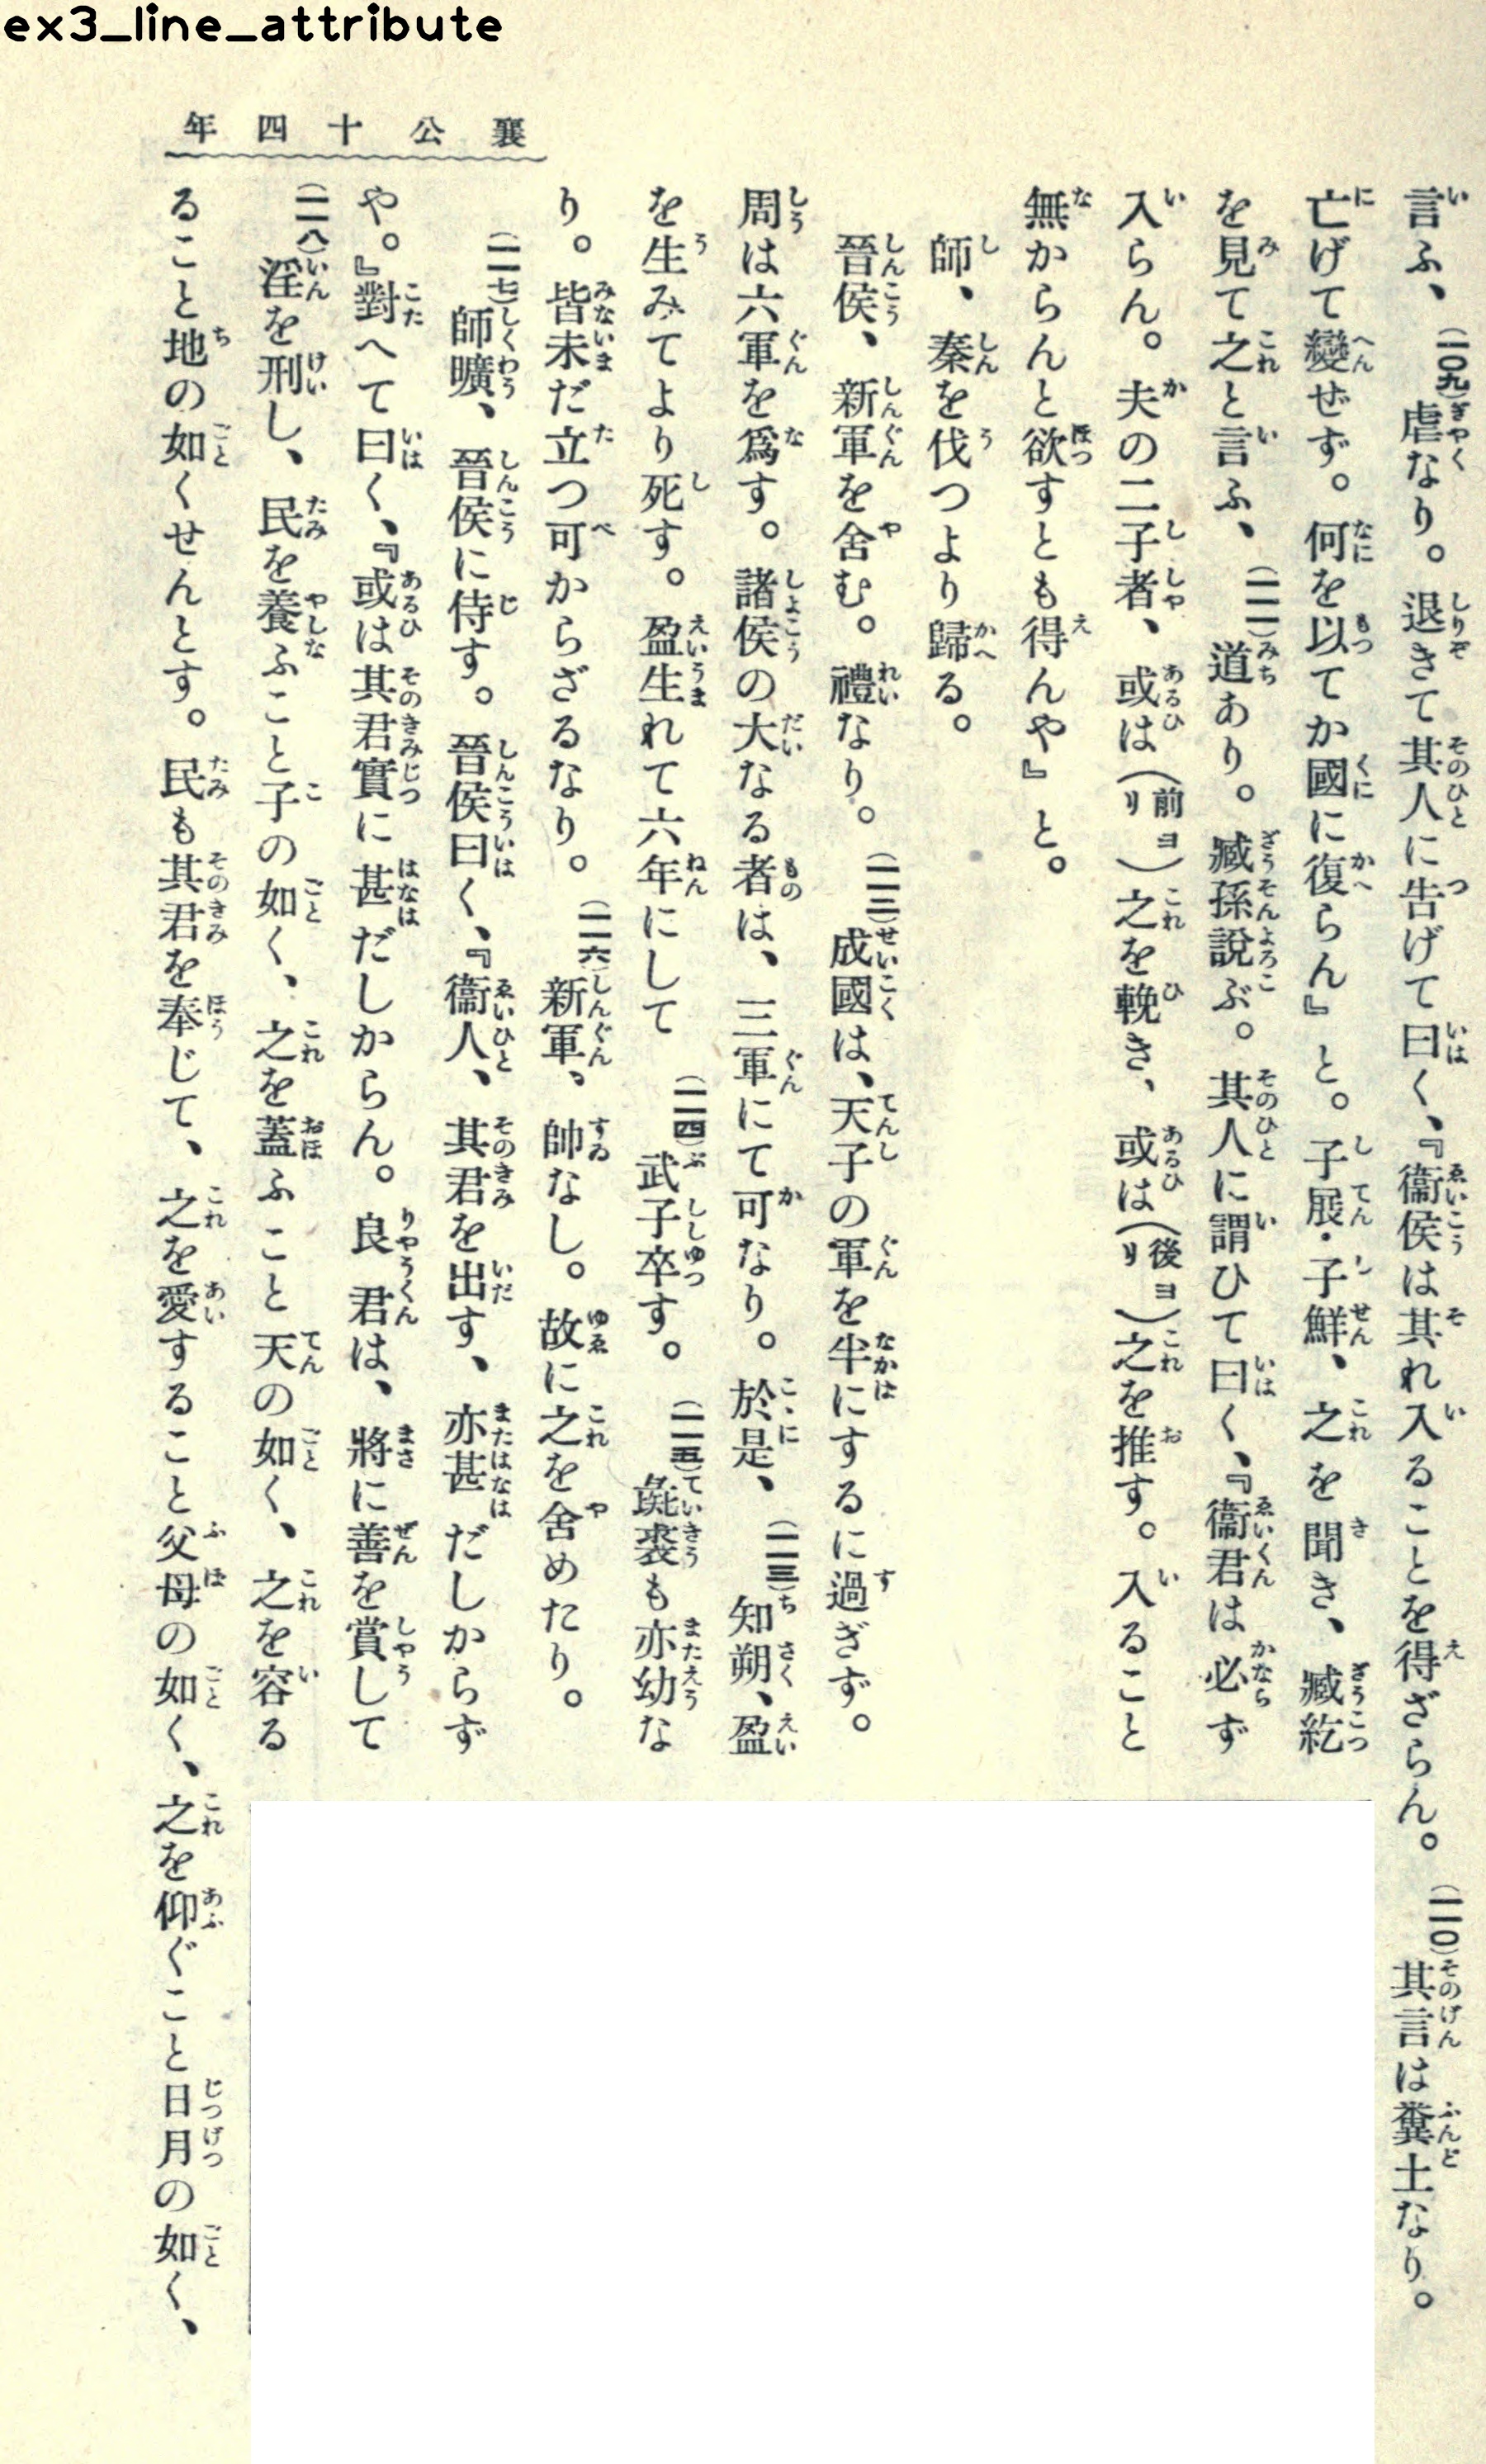 ex3_line_attribute
襄公十四年
言ふ、(一〇九)虐なり。退きて其人に告げて曰く、『衞侯は其れ入ることを得ざらん。(一一〇)其言は糞土なり。
亡げて變ぜず。何を以てか國に復らん』と。子展・子鮮、之を聞き、臧紇
を見て之と言ふ、(一一一)道あり。臧孫説ぶ。其人に謂ひて曰く、『衞君は必ず
入らん。夫の二子者、或は(前ヨリ)之を輓き、或は(後ヨリ)之を推す。入ること
無からんと欲すとも得んや』と。
師、秦を伐つより歸る。
晉侯、新軍を舍む。禮なり。(一一二)成國は、天子の軍を半にするに過ぎず。
周は六軍を爲す。諸侯の大なる者は、三軍にて可なり。於是、(一一三)知朔、盈
を生みてより死す。盈生れて六年にして(一一四)武子卒す。(一一五)彘裘も亦幼な
り。皆未だ立つ可からざるなり。(一一六)新軍、帥なし。故に之を舍めたり。
(一一七)師曠、晉侯に侍す。晉侯曰く、『衞人、其君を出す、亦甚だしからず
や。』對へて曰く、『或は其君實に甚だしからん。良君は、將に善を賞して
(一一八)淫を刑し、民を養ふこと子の如く、之を蓋ふこと天の如く、之を容る
ること地の如くせんとす。民も其君を奉じて、之を愛すること父母の如く、之を仰ぐこと日月の如く、